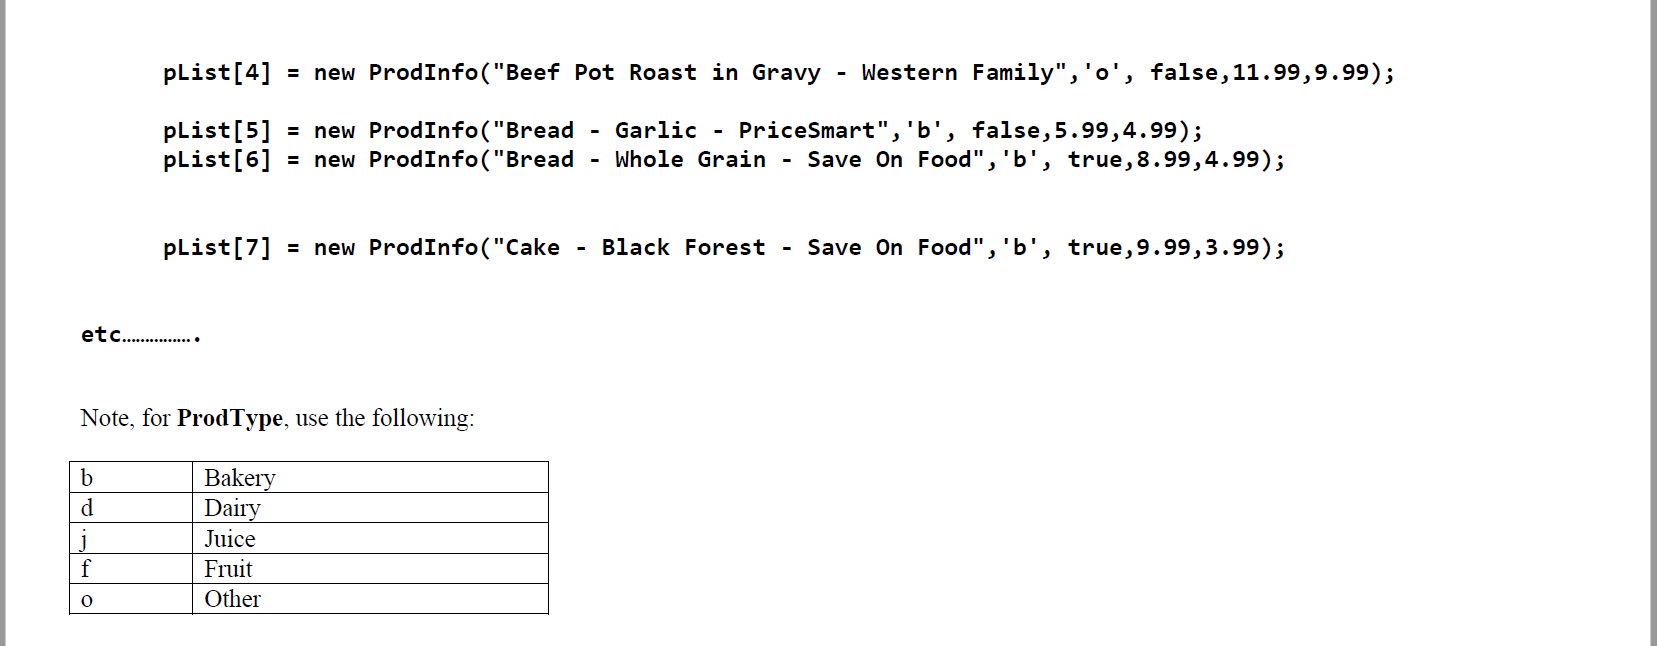 pList[4] = new ProdInfo("Beef Pot Roast in Gravy - Western Family",'o', false,11.99,9.99);
pList[5] = new ProdInfo("Bread - Garlic - PriceSmart",'b', false,5.99,4.99);
pList[6] = new ProdInfo("Bread - Whole Grain - Save On Food",'b', true,8.99,4.99);
pList[7] = new ProdInfo("Cake - Black Forest - Save On Food",'b', true,9.99,3.99);
etc…………….
Note, for ProdType, use the following:
b Bakery
d Dairy
j Juice
f Fruit
o Other